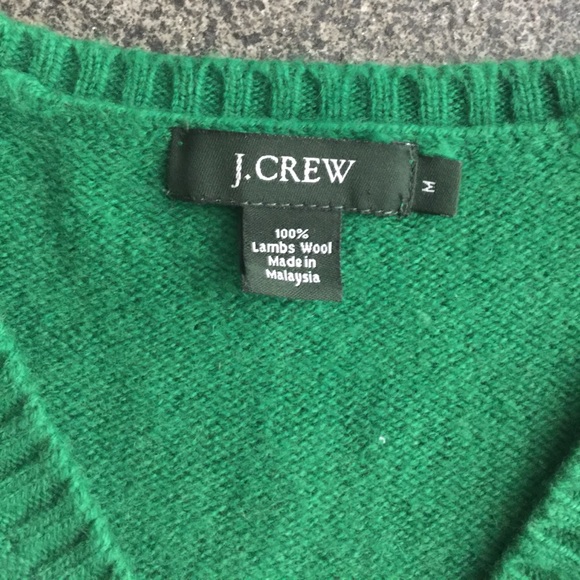 J.CREW
M
100%
Lambs Wool
Made in
Malaysia